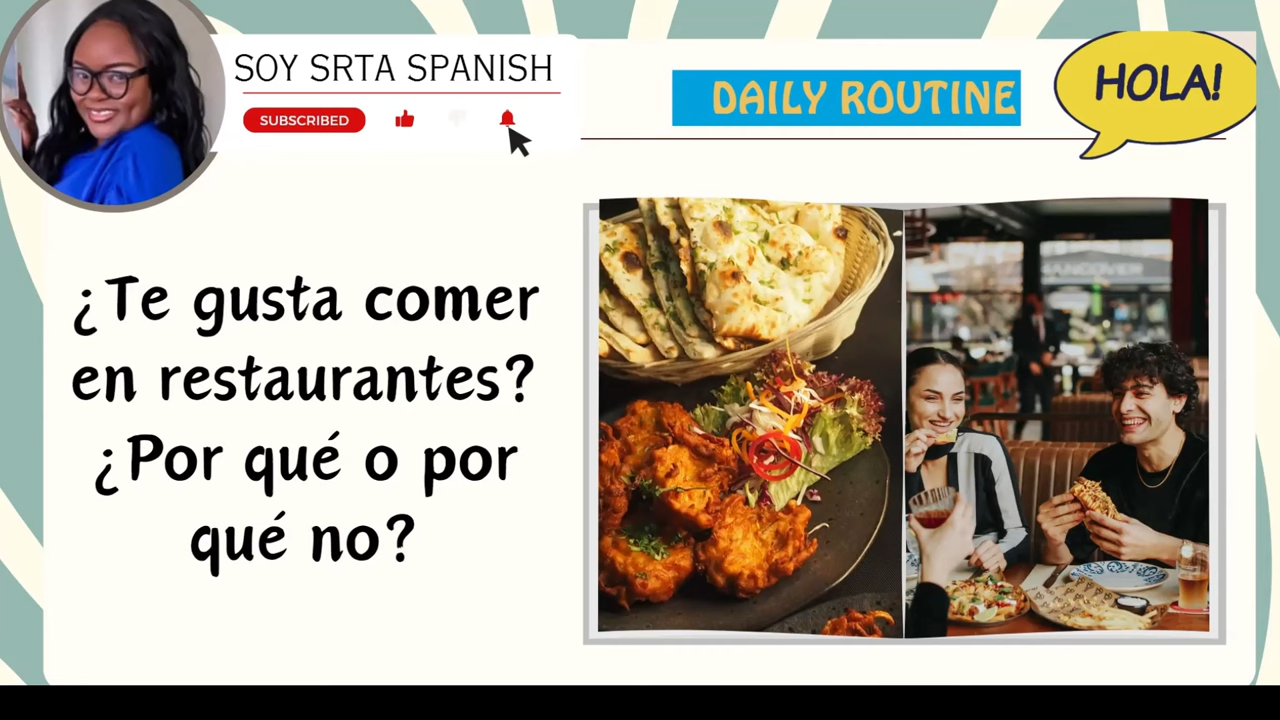 SOY SRTA SPANISH
SUBSCRIBED
DAILY ROUTINE
HOLA!
¿Te gusta comer
en restaurantes?
¿Por qué o por
qué no?